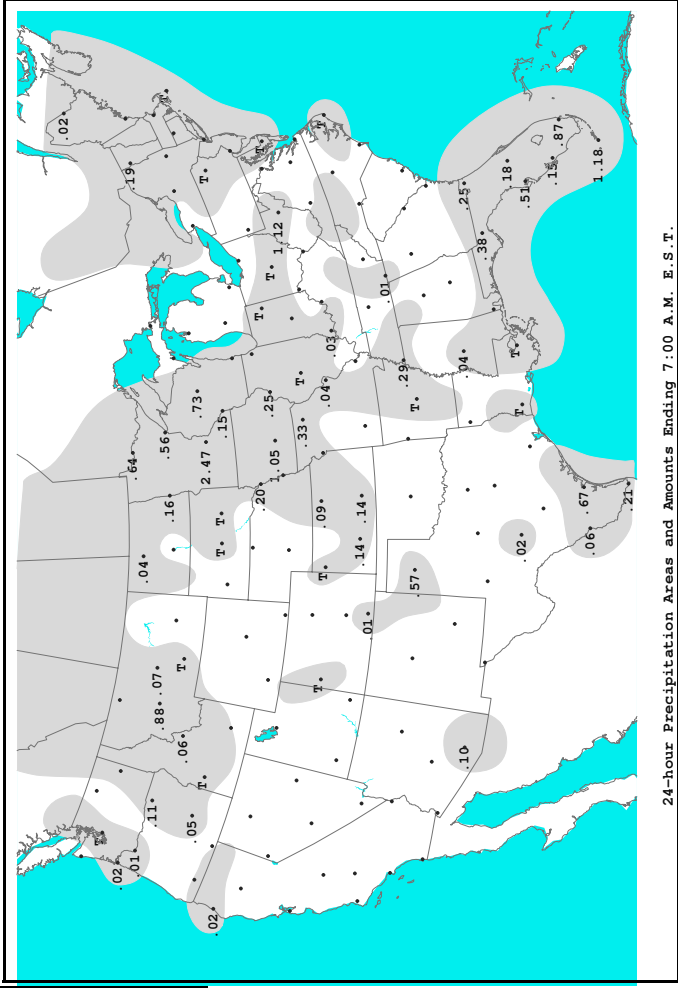 .02
T
.02
.19
.64
.01
.04
.11
.88
.07
T
.56
.16
T
.06
.05
.73
T
T
2.47
.02
T
T
.15
T
T
.20
T
.25
1.05
1.12
T
.33
T
T
.09
T
.04
.03
.14
.14
.01
.01
.29
.57
T
.25
.04
.10
.38
.18
T
T
.02
.51
.15
.87
.67
.06
1.18
.21
24-hour Precipitation Areas and Amounts Ending 7:00 A.M. E.S.T.